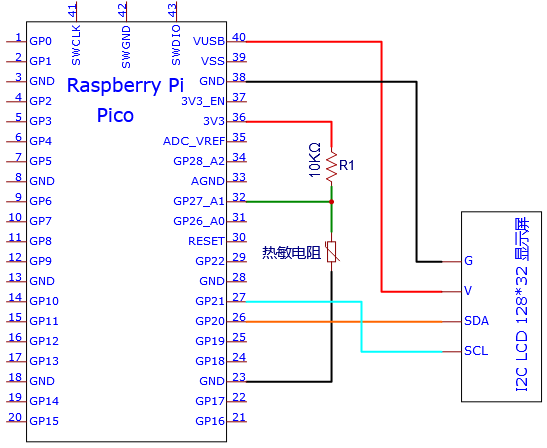 41
42
43
SWCLK
SWGND
SWDIO
Raspberry Pi
Pico
1 GP0
2 GP1
3 GND
4 GP2
5 GP3
6 GP4
7 GP5
8 GND
9 GP6
10 GP7
11 GP8
12 GP9
13 GND
14 GP10
15 GP11
16 GP12
17 GP13
18 GND
19 GP14
20 GP15
VUSB 40
VSS 39
GND 38
3V3_EN 37
3V3 36
ADC_VREF 35
GP28_A2 34
AGND 33
GP27_A1 32
GP26_A0 31
RESET 30
GP22 29
GND 28
GP21 27
GP20 26
GP19 25
GP18 24
GND 23
GP17 22
GP16 21
10KΩ
R1
热敏电阻
G
V
SDA
SCL
I2C LCD 128*32 显示屏